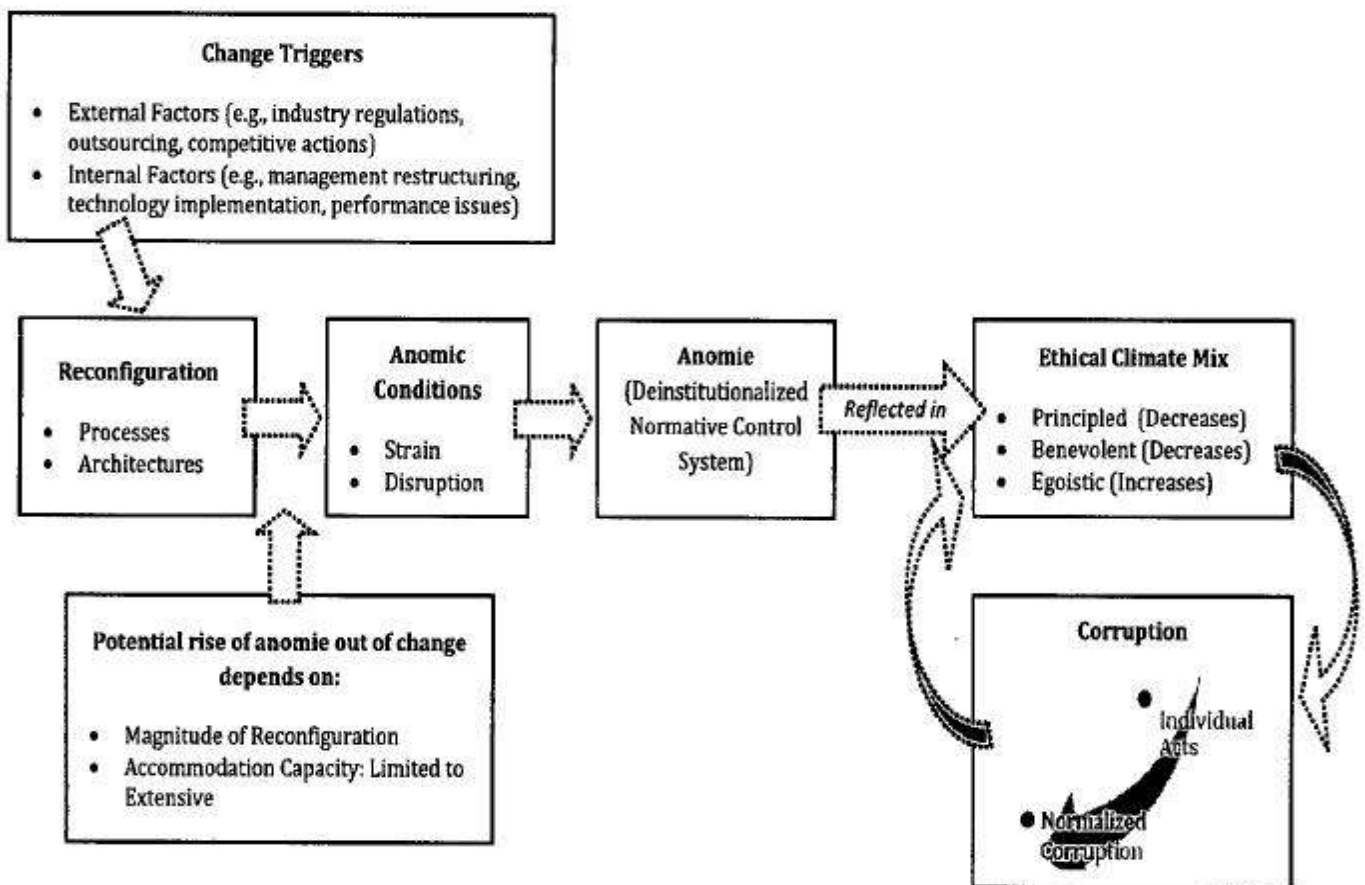 Change Triggers
• External Factors (e.g., industry regulations,
outsourcing, competitive actions)
• Internal Factors (e.g., management restructuring,
technology implementation, performance issues)
Reconfiguration
• Processes
• Architectures
Anomic
Conditions
• Strain
• Disruption
Anomie
(Deinstitutionalized
Normative Control
System)
Reflected in
Ethical Climate Mix
• Principled (Decreases)
• Benevolent (Decreases)
• Egoistic (Increases)
Potential rise of anomie out of change
depends on:
• Magnitude of Reconfiguration
• Accommodation Capacity: Limited to
Extensive
Corruption
Individual
Acts
Normalized
Corruption